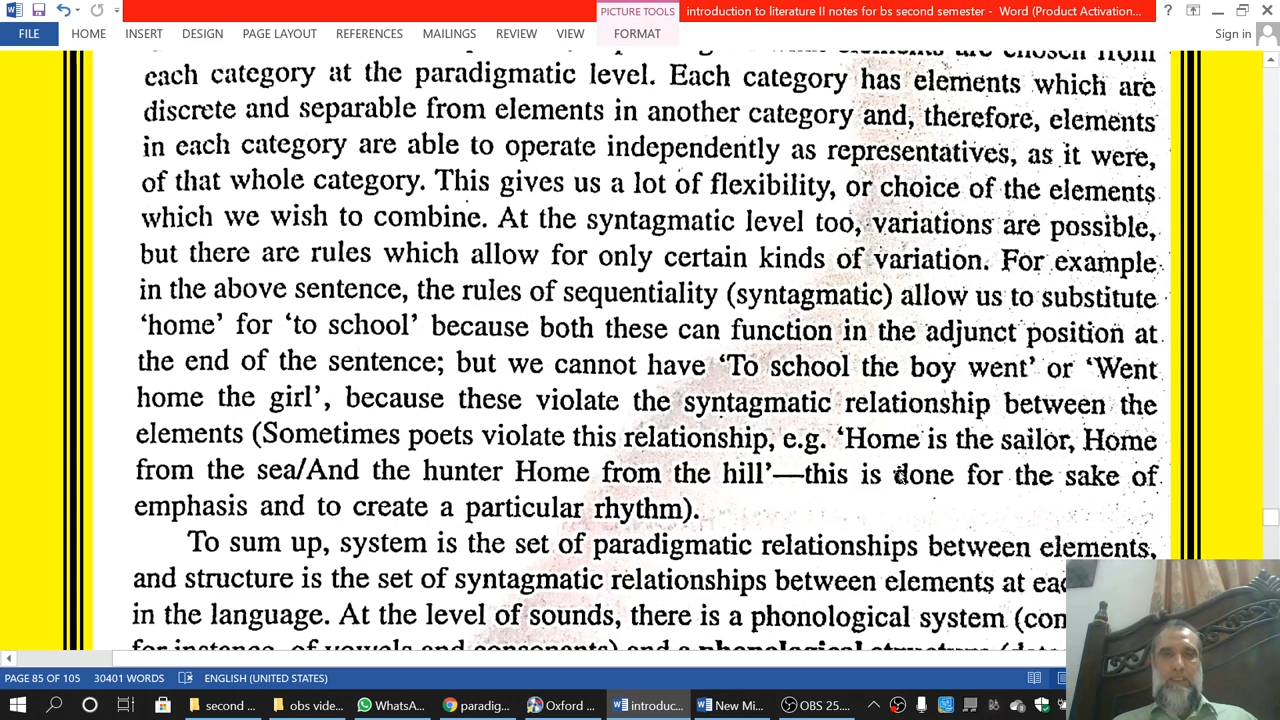 introduction to literature II notes for bs second semester - Word (Product Activation...
PICTURE TOOLS
Sign in
FILE HOME INSERT DESIGN PAGE LAYOUT REFERENCES MAILINGS REVIEW VIEW FORMAT
elements are chosen from
each category at the paradigmatic level. Each category has elements which are
discrete and separable from elements in another category and, therefore, elements
in each category are able to operate independently as representatives, as it were,
of that whole category. This gives us a lot of flexibility, or choice of the elements
which we wish to combine. At the syntagmatic level too, variations are possible,
but there are rules which allow for only certain kinds of variation. For example
in the above sentence, the rules of sequentiality (syntagmatic) allow us to substitute
‘home’ for ‘to school’ because both these can function in the adjunct position at
the end of the sentence; but we cannot have ‘To school the boy went’ or ‘Went
home the girl’, because these violate the syntagmatic relationship between the
elements (Sometimes poets violate this relationship, e.g. ‘Home is the sailor, Home
from the sea/And the hunter Home from the hill’—this is done for the sake of
emphasis and to create a particular rhythm).
To sum up, system is the set of paradigmatic relationships between elements,
and structure is the set of syntagmatic relationships between elements at
in the language. At the level of sounds, there is a phonological system
for instance, of vowels and consonants) and a phonological structure
PAGE 85 OF 105 30401 WORDS ENGLISH (UNITED STATES)
second ... obs vide... WhatsA... paradig... Oxford ... introduc... New Mi... OBS 25....